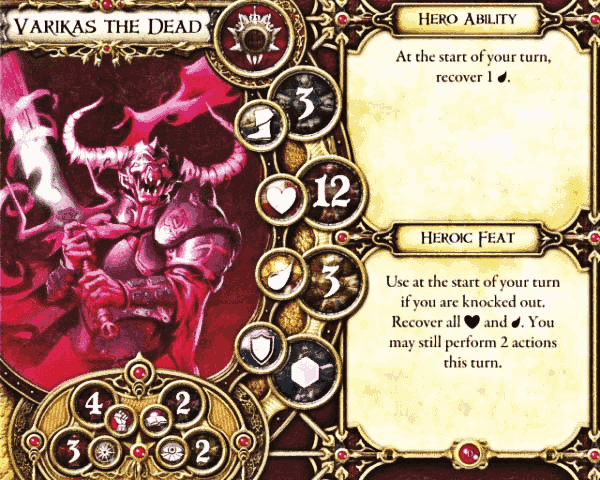 VARIKAS THE DEAD
3
12
3
4
2
3
2
HERO ABILITY
At the start of your turn,
recover 1 .
HEROIC FEAT
Use at the start of your turn
if you are knocked out.
Recover all and . You
may still perform 2 actions
this turn.